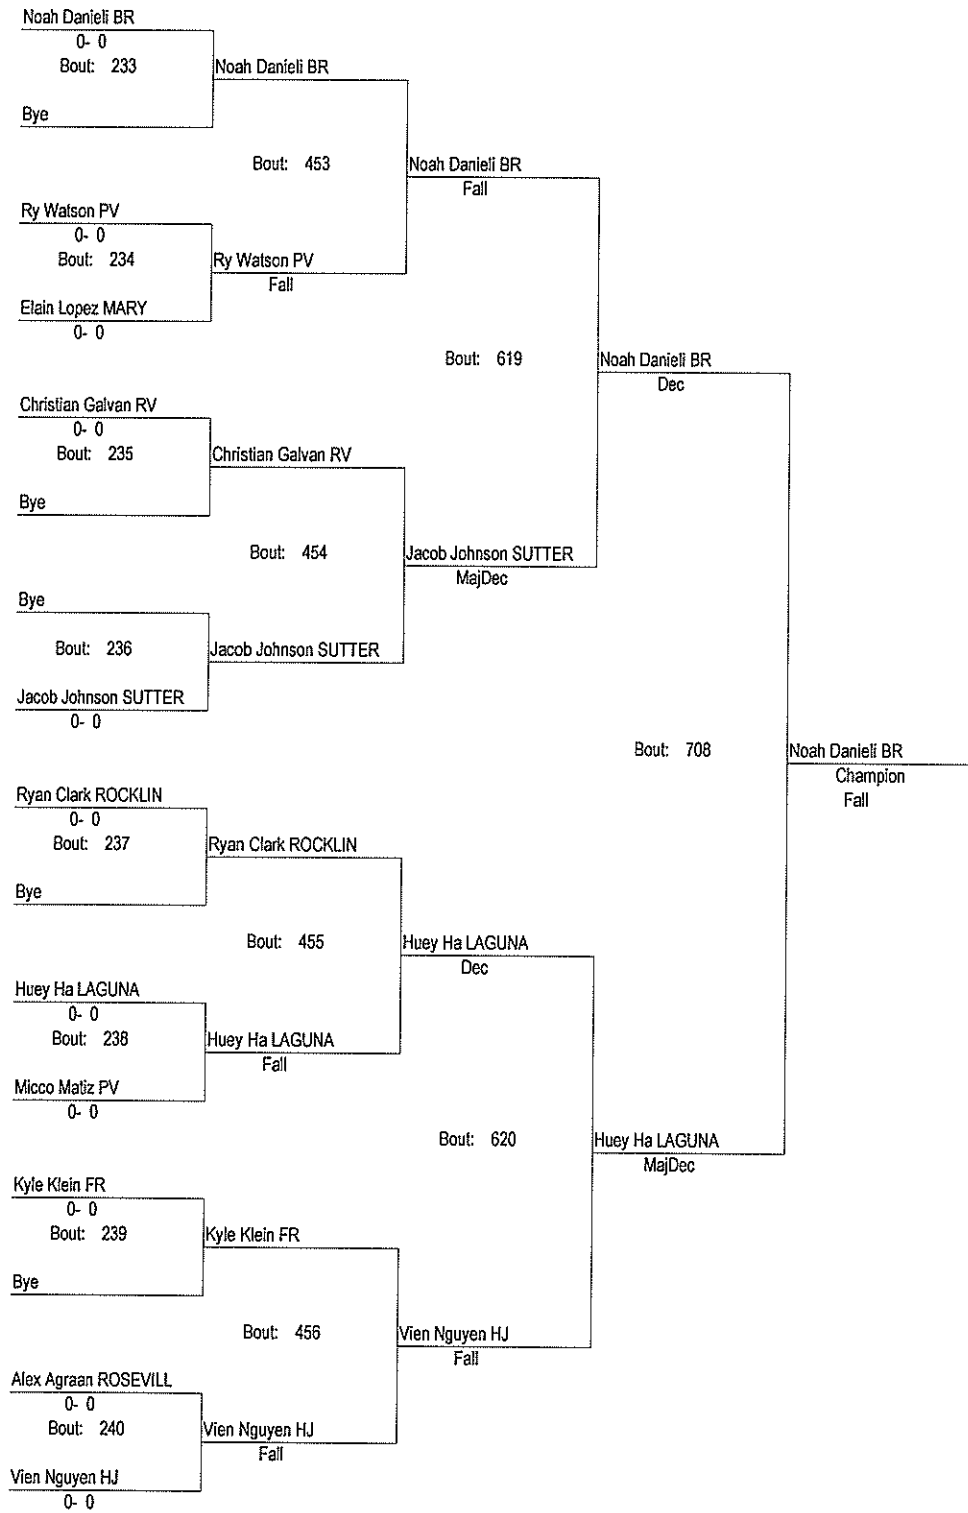 Noah Danieli BR
0- 0
Bout: 233
Noah Danieli BR
Bye
Bout: 453
Noah Danieli BR
Fall
Ry Watson PV
0- 0
Bout: 234
Ry Watson PV
Fall
Elain Lopez MARY
0- 0
Bout: 619
Noah Danieli BR
Dec
Christian Galvan RV
0- 0
Bout: 235
Christian Galvan RV
Bye
Bout: 454
Jacob Johnson SUTTER
MajDec
Bye
Bout: 236
Jacob Johnson SUTTER
Jacob Johnson SUTTER
0- 0
Bout: 708
Noah Danieli BR
Champion
Fall
Ryan Clark ROCKLIN
0- 0
Bout: 237
Ryan Clark ROCKLIN
Bye
Bout: 455
Huey Ha LAGUNA
Dec
Huey Ha LAGUNA
0- 0
Bout: 238
Huey Ha LAGUNA
Fall
Micco Matiz PV
0- 0
Bout: 620
Huey Ha LAGUNA
MajDec
Kyle Klein FR
0- 0
Bout: 239
Kyle Klein FR
Bye
Bout: 456
Vien Nguyen HJ
Fall
Alex Agraan ROSEVILL
0- 0
Bout: 240
Vien Nguyen HJ
Fall
Vien Nguyen HJ
0- 0